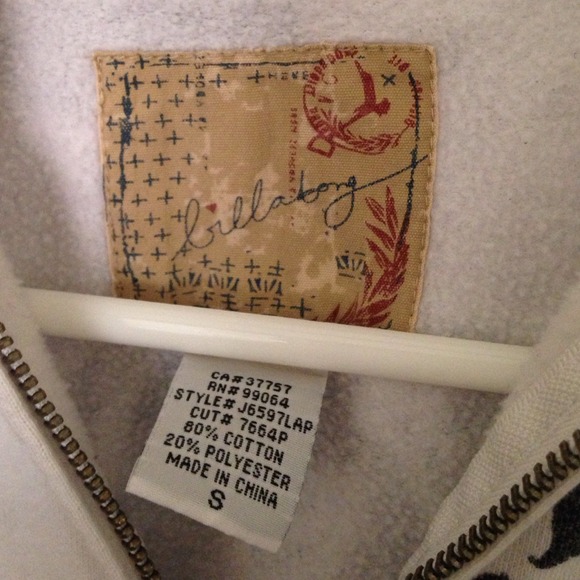 billabong
CA# 37757
RN# 99064
STYLE# J6597LAP
CUT# 7664P
80% COTTON
20% POLYESTER
MADE IN CHINA
S